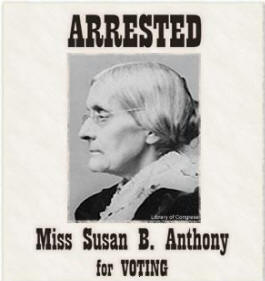 ARRESTED
Library of Congress
Miss Susan B. Anthony
for VOTING